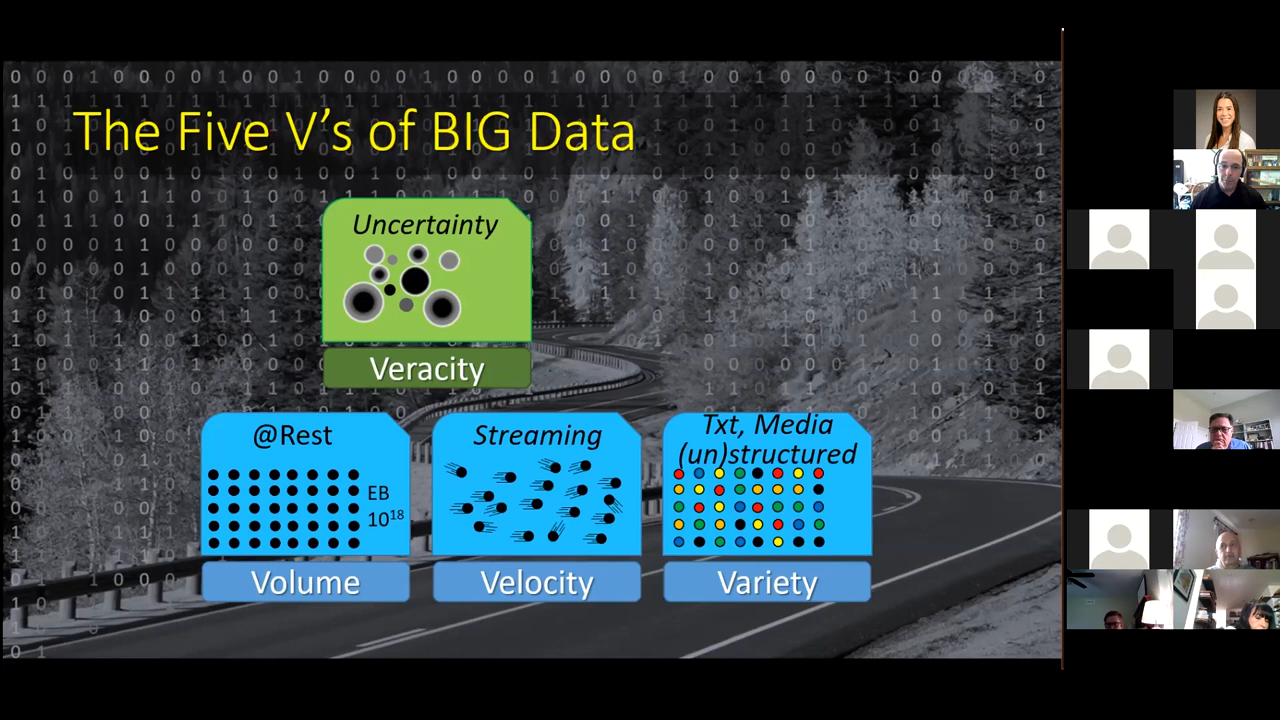 The Five V's of BIG Data
Uncertainty
Veracity
@Rest
EB
10¹⁸
Volume
Streaming
Velocity
Txt, Media
(un)structured
Variety